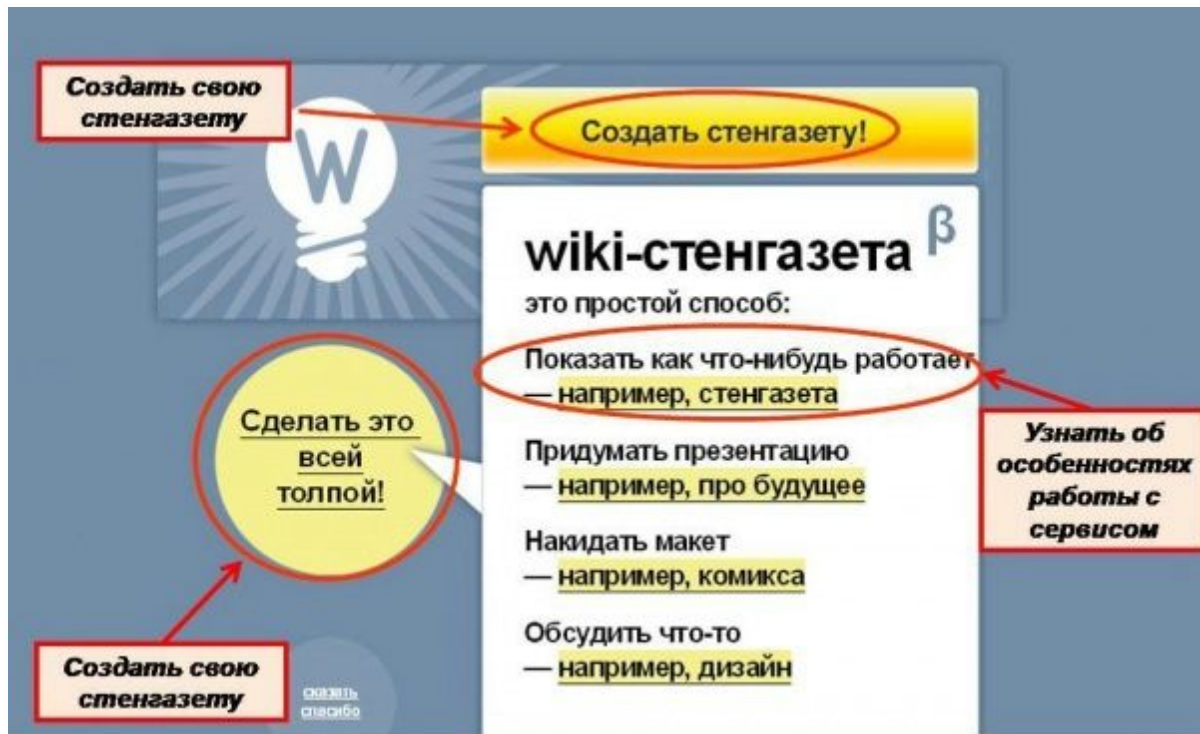 Создать свою
стенгазету
W
Создать стенгазету!
wiki-стенгазета β
это простой способ:
Показать как что-нибудь работает
— например, стенгазета
Сделать это
всей
толпой!
Придумать презентацию
— например, про будущее
Узнать об
особенностях
работы с
сервисом
Накидать макет
— например, комикса
Обсудить что-то
— например, дизайн
Создать свою
стенгазету
сказать
спасибо